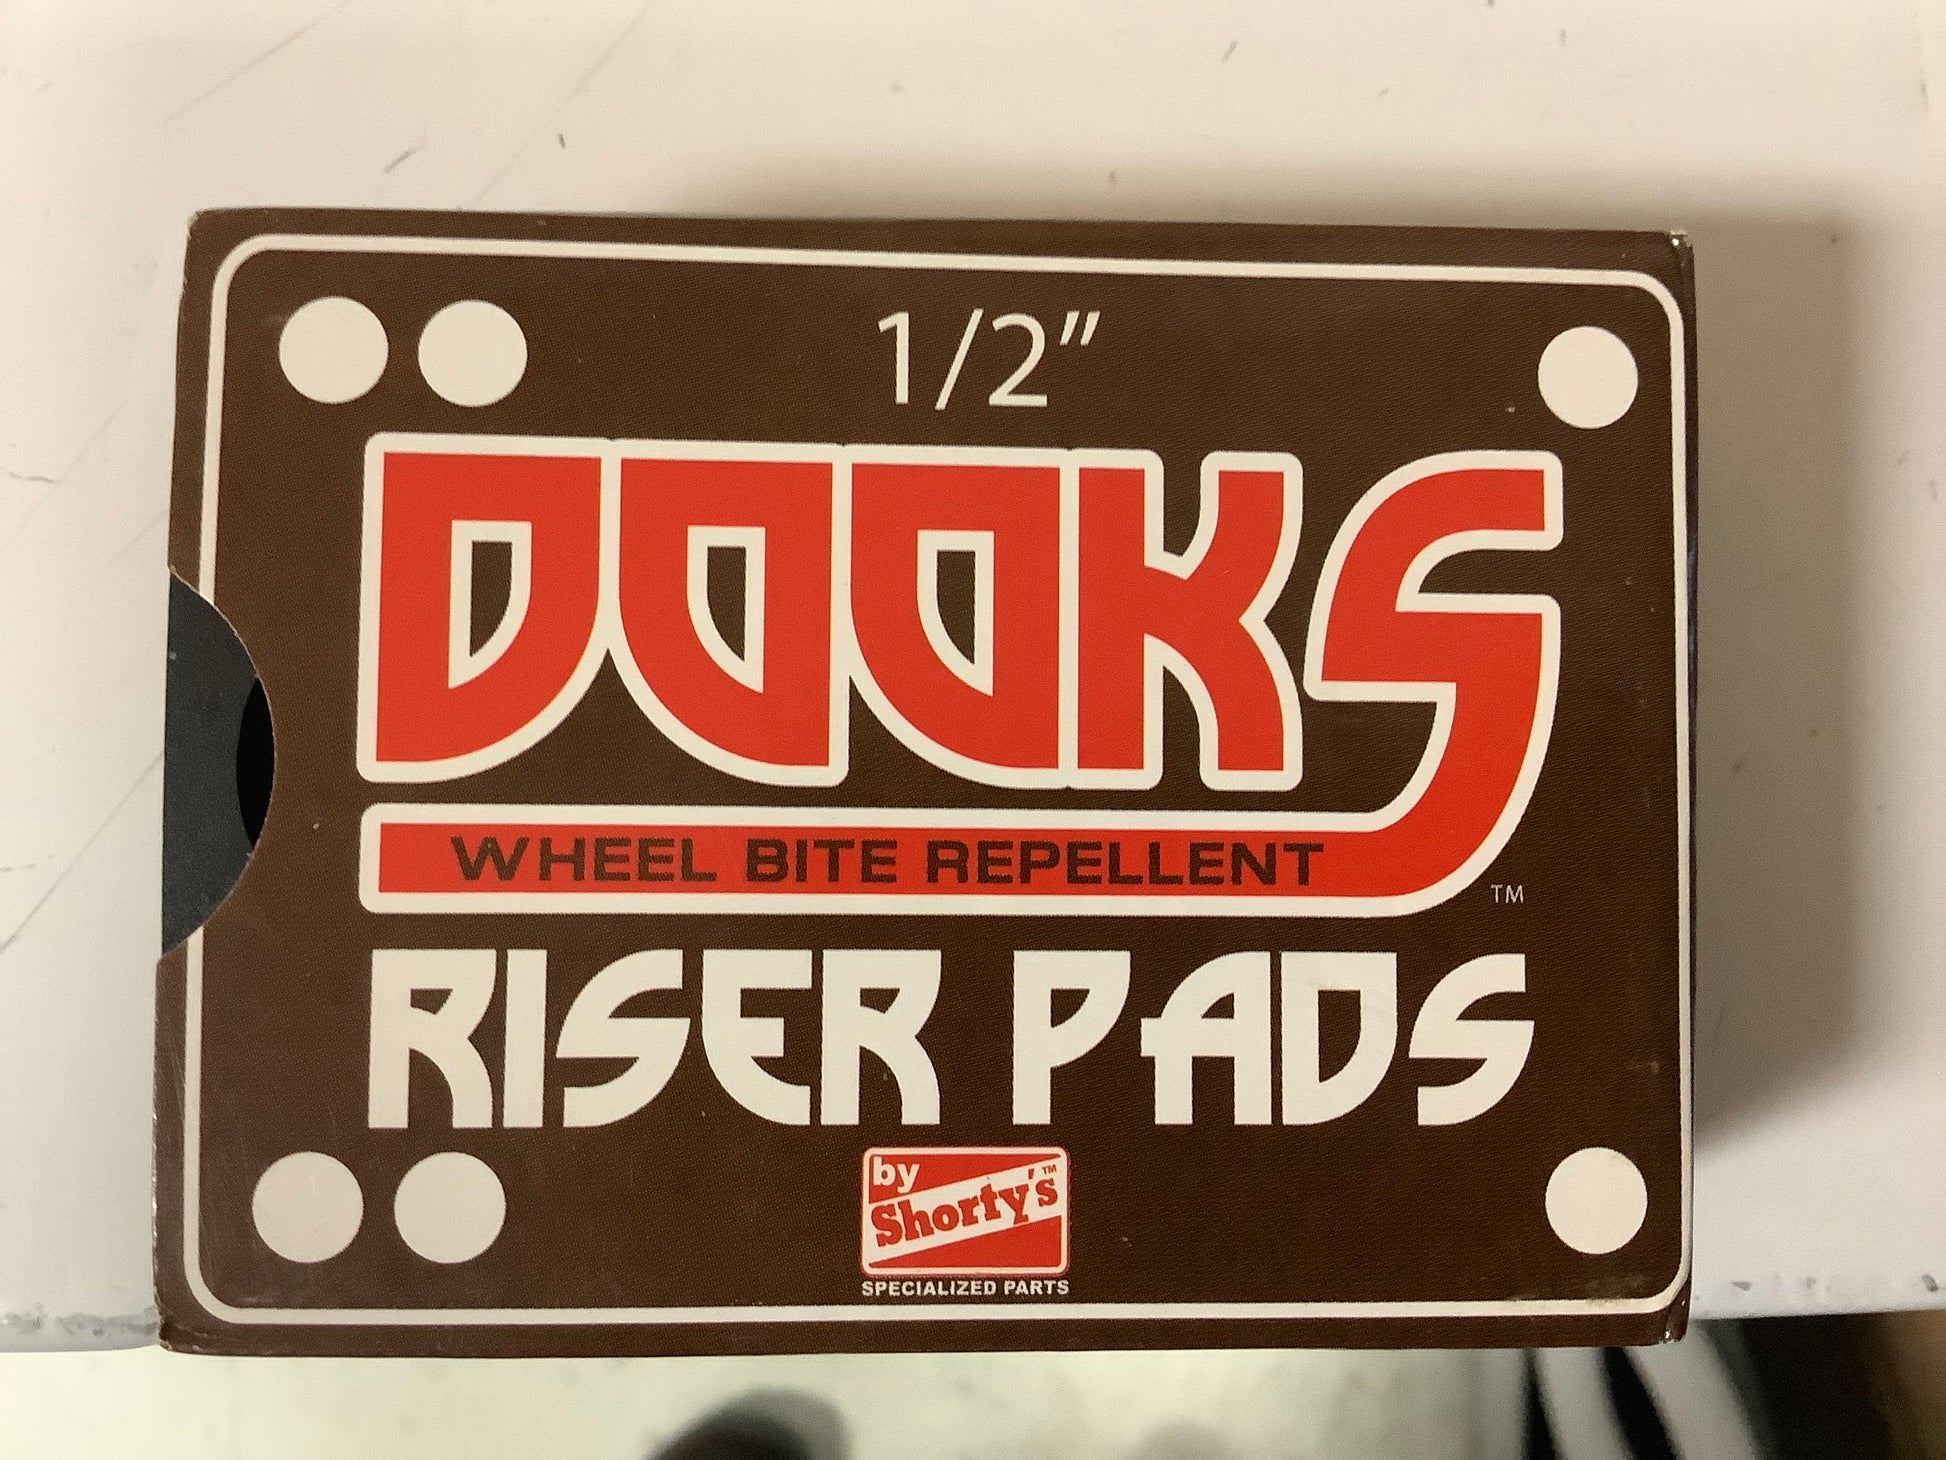 1/2"
DOOKS
WHEEL BITE REPELLENT
TM
RISER PADS
by
Shorty's TM
SPECIALIZED PARTS